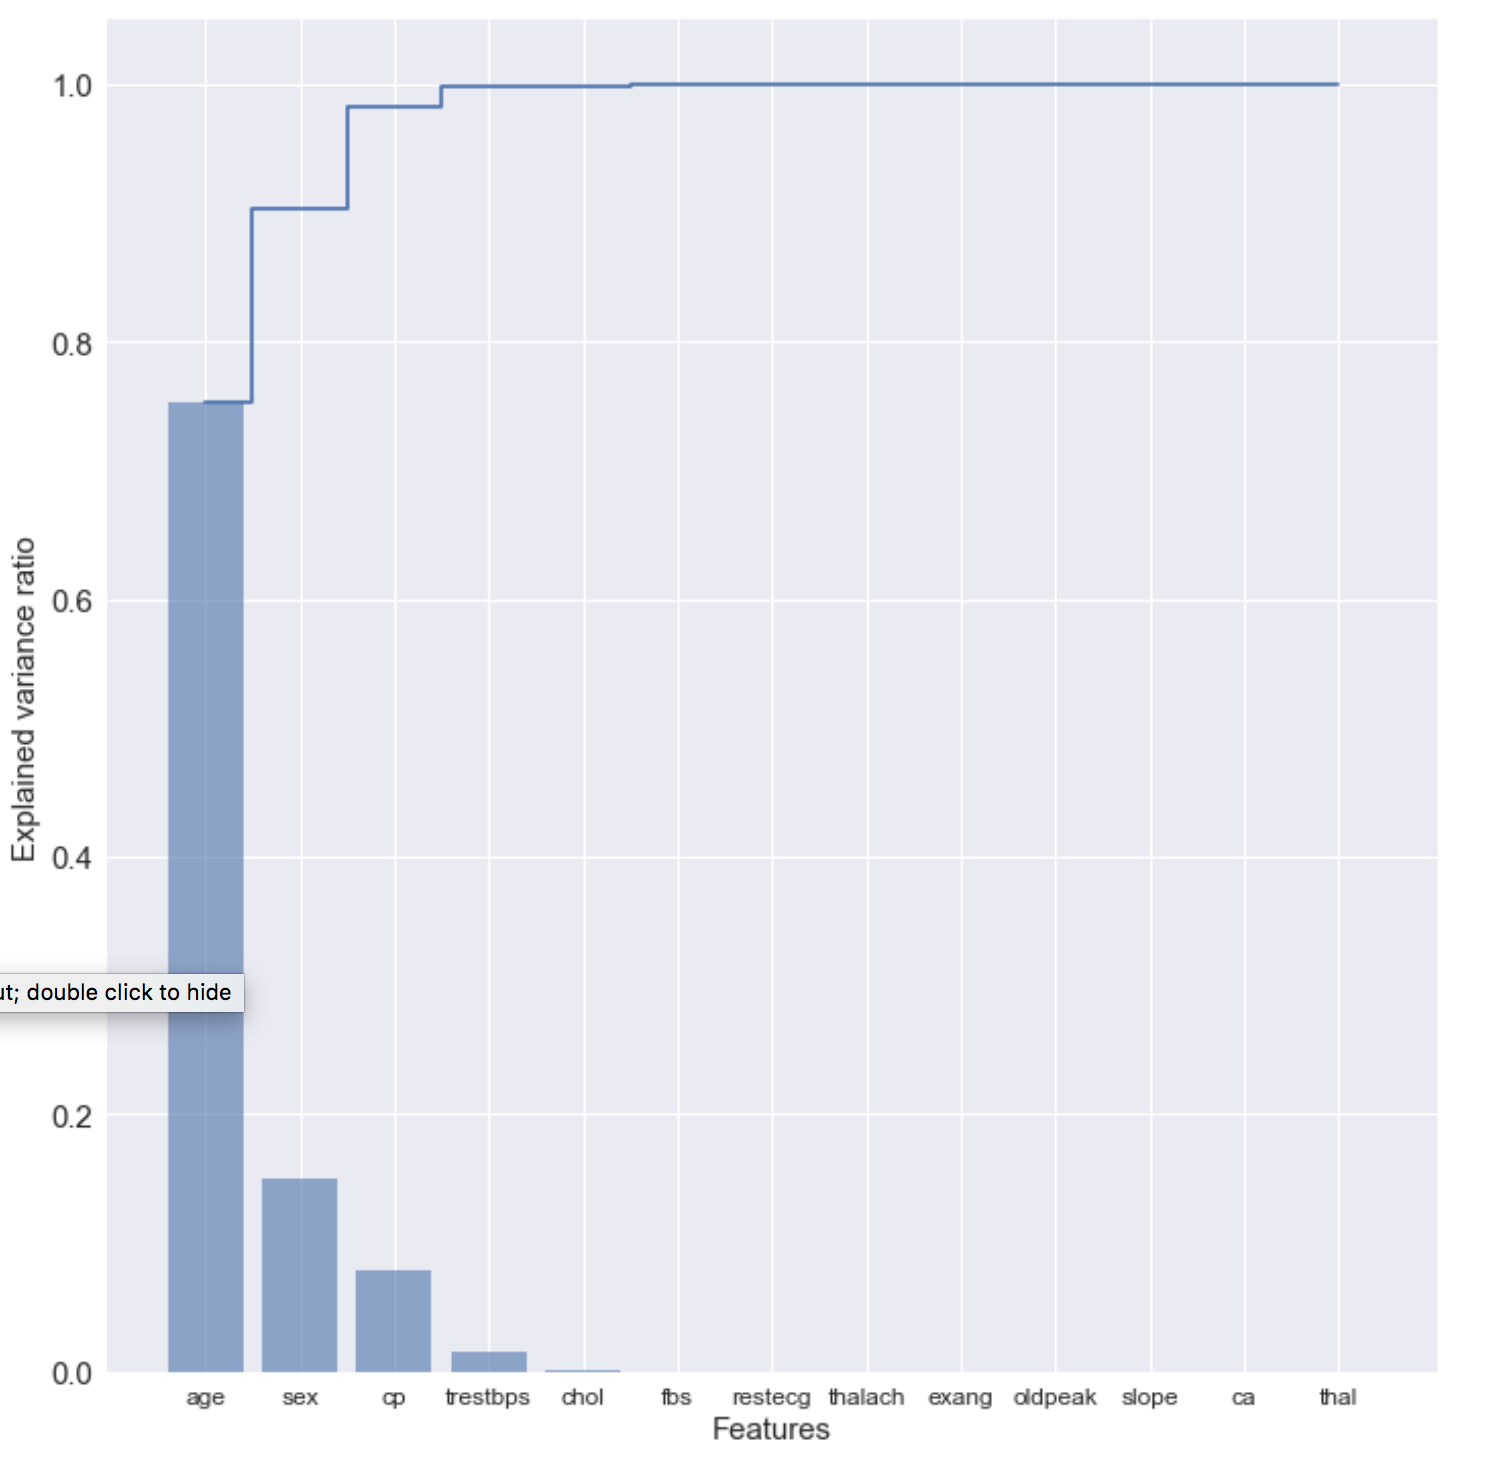 1.0
0.8
0.6
0.4
0.2
0.0
Explained variance ratio
; double click to hide
age sex cp trestbps chol fbs restecg thalach exang oldpeak slope ca thal
Features